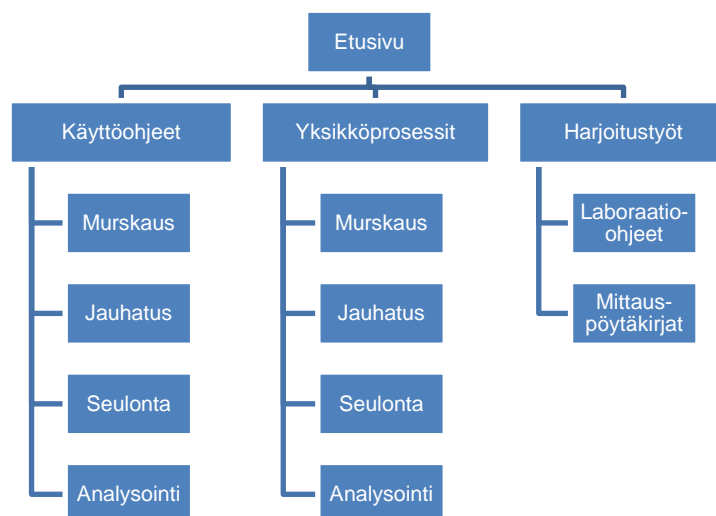 Etusivu
Käyttöohjeet
Murskaus
Jauhatus
Seulonta
Analysointi
Yksikköprosessit
Murskaus
Jauhatus
Seulonta
Analysointi
Harjoitustyöt
Laboraatio-
ohjeet
Mittaus-
pöytäkirjat